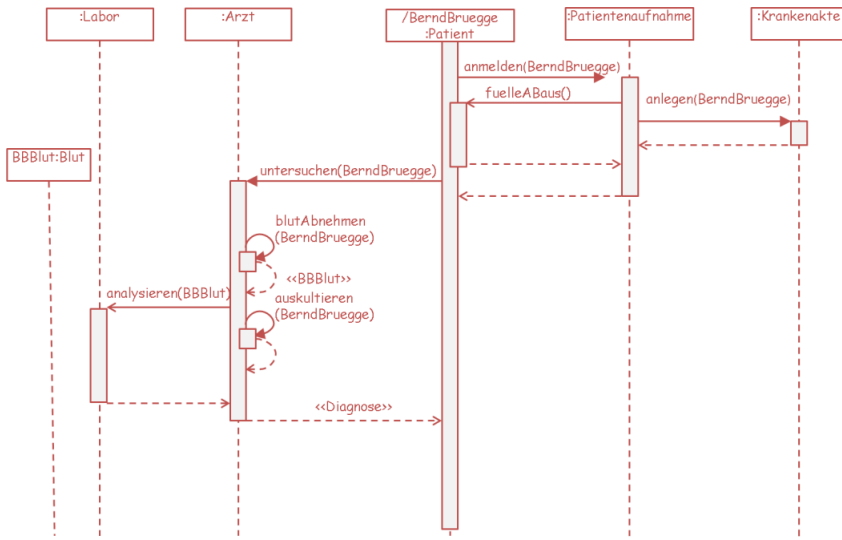 :Labor
:Arzt
/BerndBruegge
:Patient
:Patientenaufnahme
:Krankenakte
anmelden(BerndBruegge)
fuelleABaus()
anlegen(BerndBruegge)
BBBlut:Blut
untersuchen(BerndBruegge)
blutAbnehmen
(BerndBruegge)
<<BBBlut>>
analysieren(BBBlut)
auskultieren
(BerndBruegge)
<<Diagnose>>